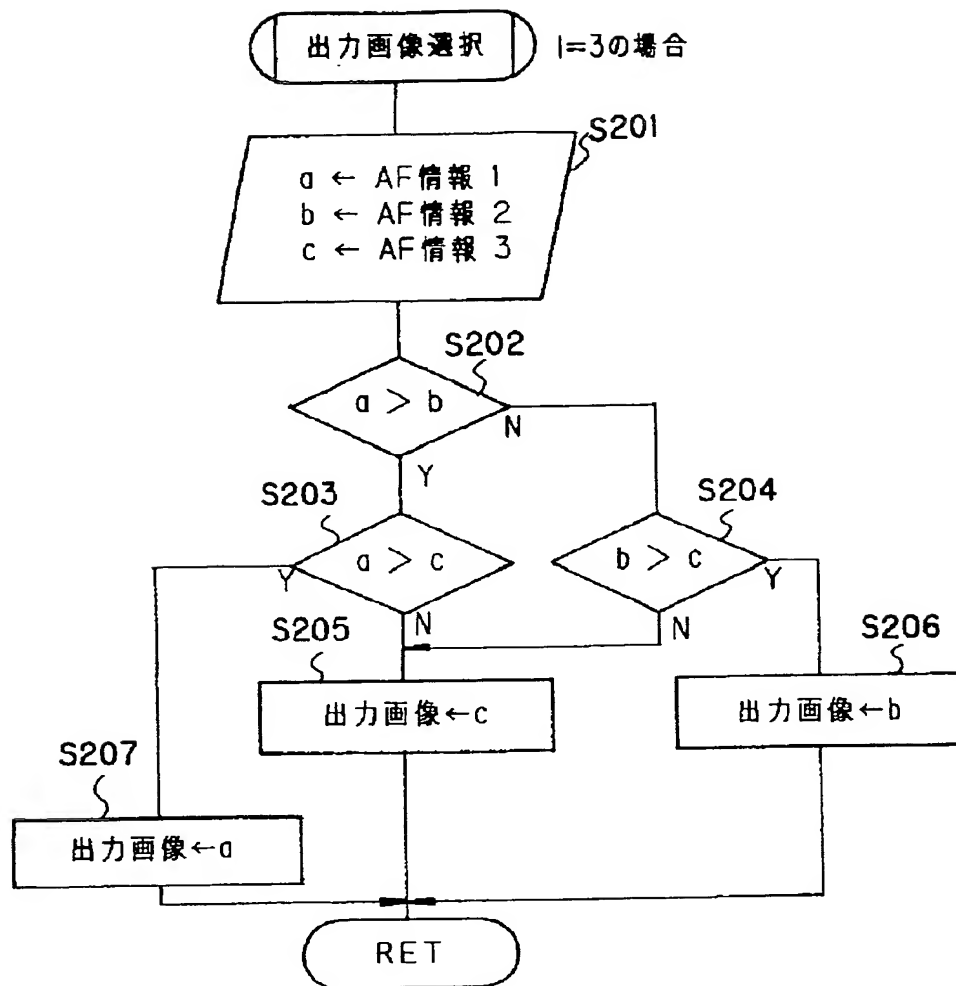 出力画像選択
l=3の場合
S201
a ← AF情報 1
b ← AF情報 2
c ← AF情報 3
S202
a > b
N
Y
S203
S204
a > c
b > c
Y
Y
N
N
S205
S206
出力画像←c
出力画像←b
S207
出力画像←a
RET